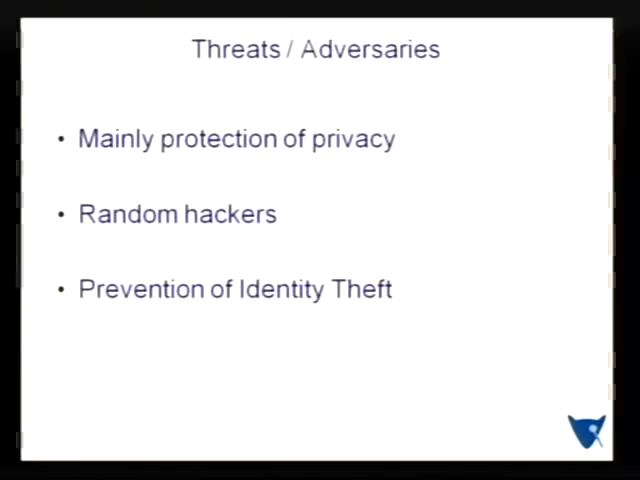 Threats / Adversaries
• Mainly protection of privacy
• Random hackers
• Prevention of Identity Theft